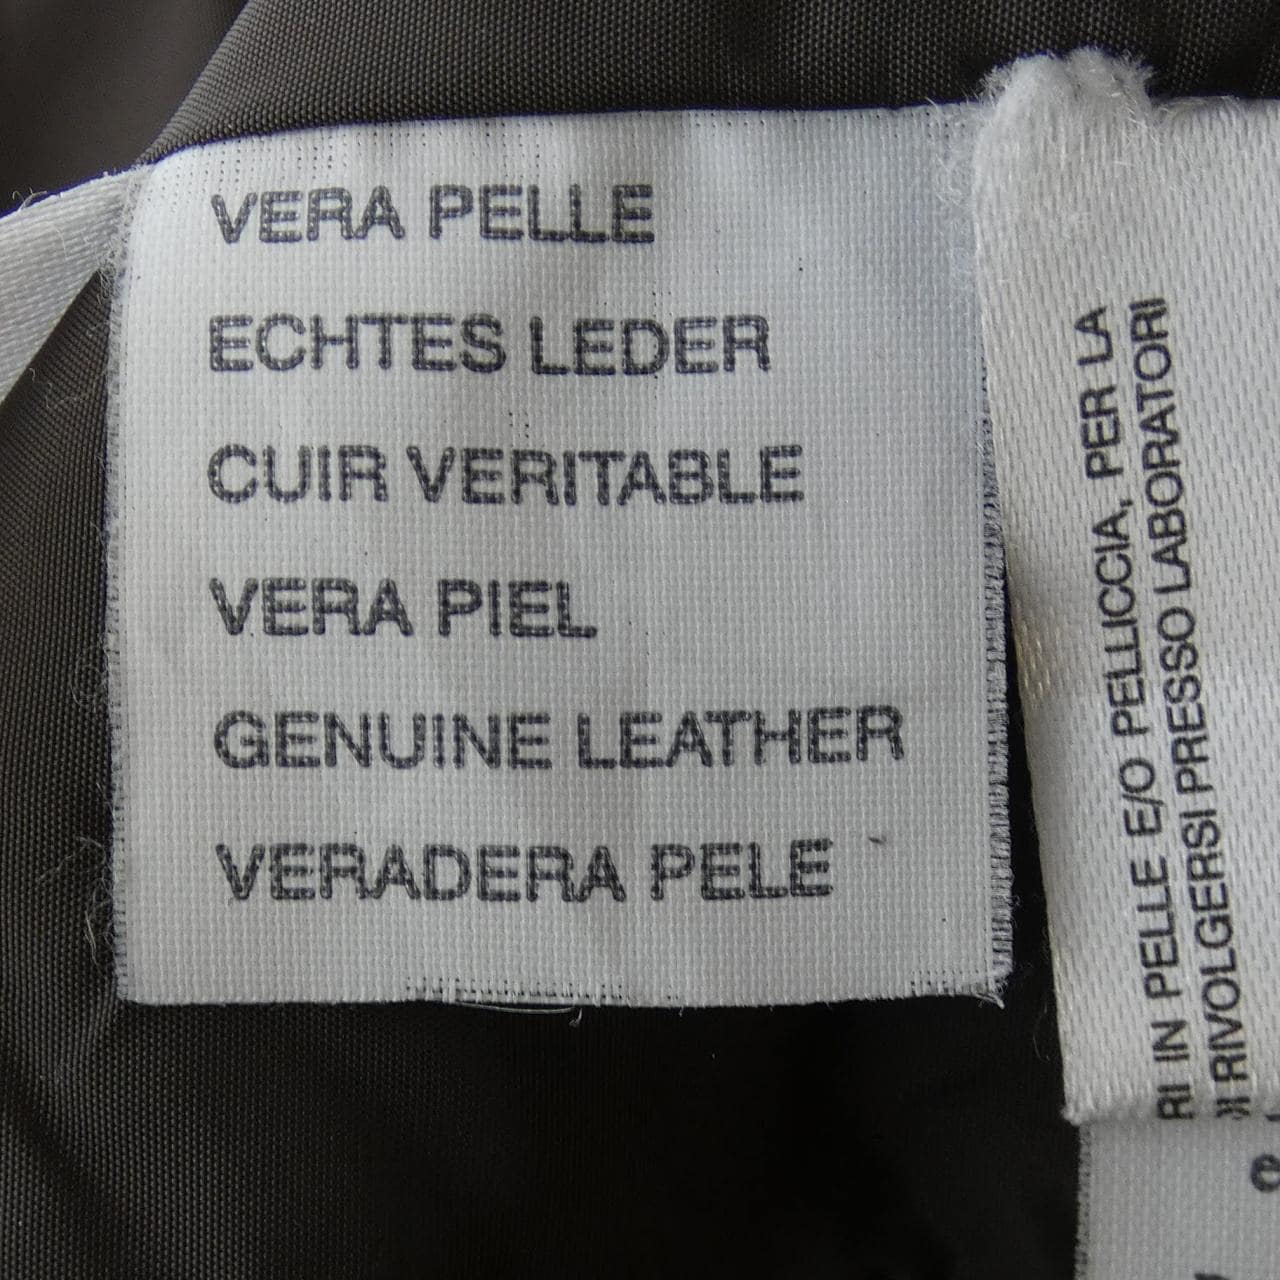 VERA PELLE
ECHTES LEDER
CUIR VERITABLE
VERA PIEL
GENUINE LEATHER
VERADERA PELE
RI IN PELLE E/O PELLICCIA, PER LA
DI RIVOLGERSI PRESSO LABORATORI